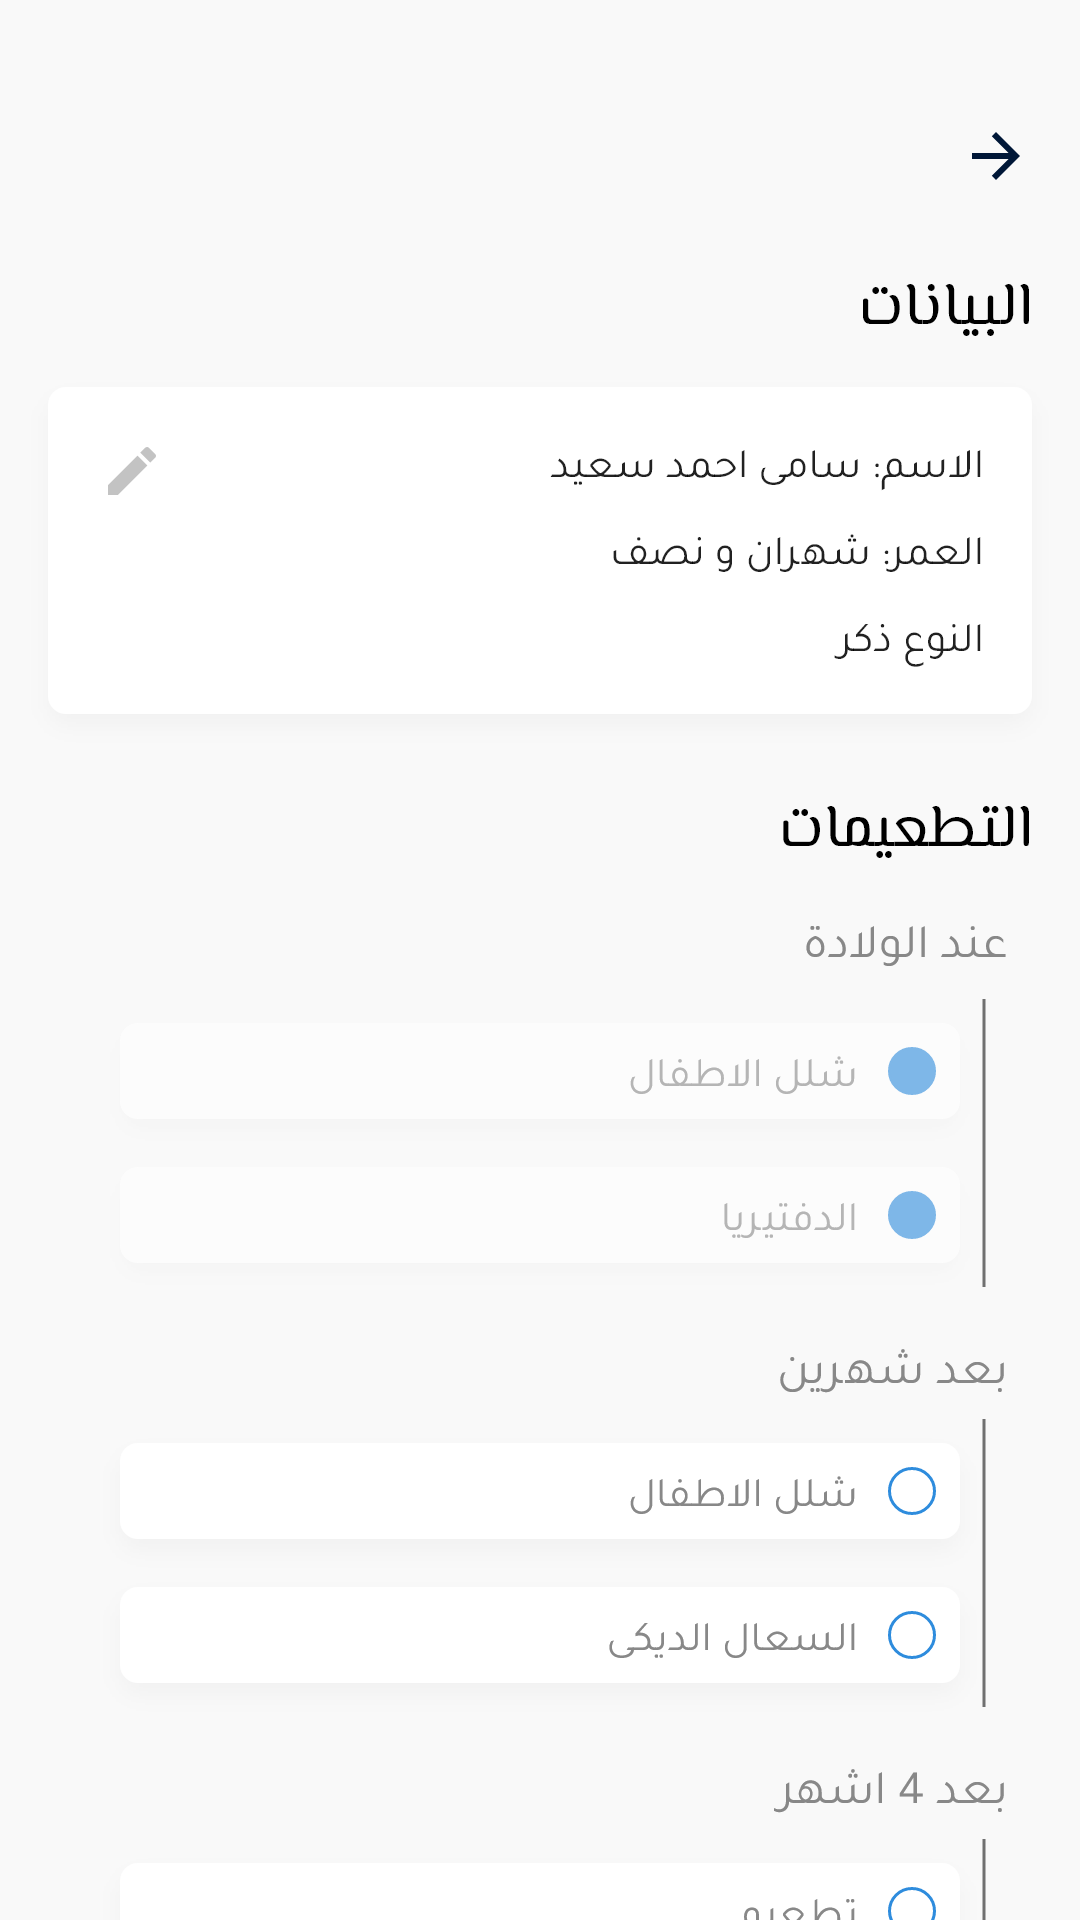 البيانات
الاسم: سامى احمد سعيد
العمر: شهران و نصف
النوع ذكر
التطعيمات
عند الولادة
شلل الاطفال
الدفتيريا
بعد شهرين
شلل الاطفال
السعال الديكى
بعد 4 اشهر